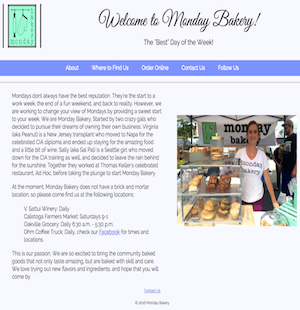 monday
bakery
Welcome to Monday Bakery!
The "Best" Day of the Week!
About
Where to Find Us
Order Online
Contact Us
Follow Us
Mondays dont always have the best reputation. They're the start to a
work week, the end of a fun weekend, and back to reality. However, we
are working to change your view of Mondays by providing a sweet start
to your week. We are Monday Bakery. Started by two crazy gals who
decided to pursue their dreams of owning their own business. Virginia
(aka Peanut) is a New Jersey transplant who moved to Napa for the
celebrated CIA diploma and ended up staying for the amazing food
and a little bit of wine. Sally (aka Sal Pal) is a Seattle girl who moved
down for the CIA training as well, and decided to leave the rain behind
for the sunshine. Together they worked at Thomas Keller's celebrated
restaurant, Ad Hoc, before taking the plunge to start Monday Bakery.
At the moment, Monday Bakery does not have a brick and mortar
location, so please come find us at the following locations:
V. Sattui Winery: Daily
Calistoga Farmers Market: Saturdays 9-1
Oakville Grocery: Daily 6:30 a.m. - 5:30 p.m.
Ohm Coffee Truck: Daily, check our Facebook for times and
locations.
This is our passion. We are so excited to bring the community baked
goods that not only taste amazing, but are baked with skill and care.
We love trying out new flavors and ingredients, and hope that you will
come by
monday
bakery
monday
bakery
Contact Us
© 2016 Monday Bakery